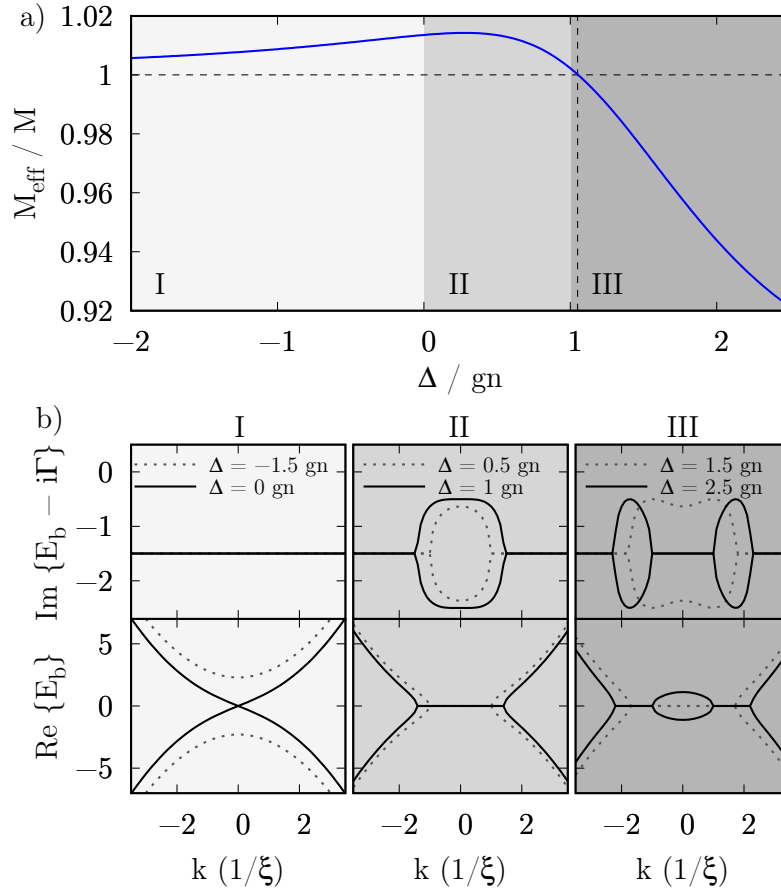 a)
1.02
1
0.98
0.96
0.94
0.92
M_eff / M
I
II
III
−2
−1
0
1
2
Δ / gn
b)
I
II
III
Δ = −1.5 gn
Δ = 0 gn
Δ = 0.5 gn
Δ = 1 gn
Δ = 1.5 gn
Δ = 2.5 gn
Im {E_b − iΓ}
0
−1
−2
Re {E_b}
5
0
−5
−2
0
2
−2
0
2
−2
0
2
k (1/ξ)
k (1/ξ)
k (1/ξ)